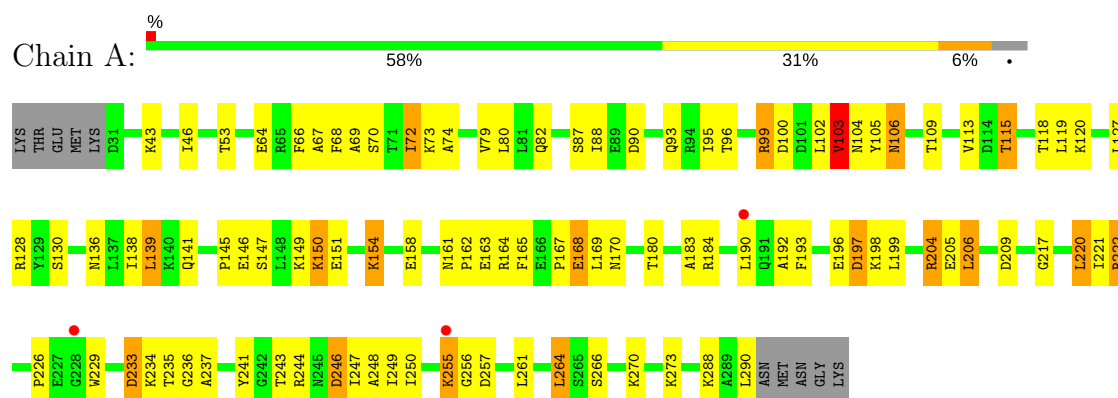 %
Chain A:
58% 31% 6% •
LYS THR GLU MET LYS D31 K43 I46 T53 E64 R65 F66 A67 F68 A69 S70 T71 T72 K73 A74 V79 L80 L81 Q82 S87 I88 E89 D90 Q93 R94 I95 T96 R99 D100 D101 L102 V103 N104 Y105 N106 T109 V113 D114 T115 T118 L119 K120 L127
R128 Y129 S130 N136 L137 I138 L139 K140 Q141 P145 E146 S147 L148 K149 K150 E151 K154 E158 N161 P162 E163 R164 F165 E166 P167 E168 L169 N170 T180 A183 R184 L190 Q191 A192 F193 E196 D197 K198 L199 R204 E205 L206 D209 G217 L220 I221
P226 E227 G228 W229 D233 K234 T235 G236 A237 Y241 G242 T243 R244 N245 D246 I247 A248 I249 I250 K255 G256 D257 L261 L264 S265 S266 K270 K273 K288 A289 L290 ASN MET ASN GLY LYS